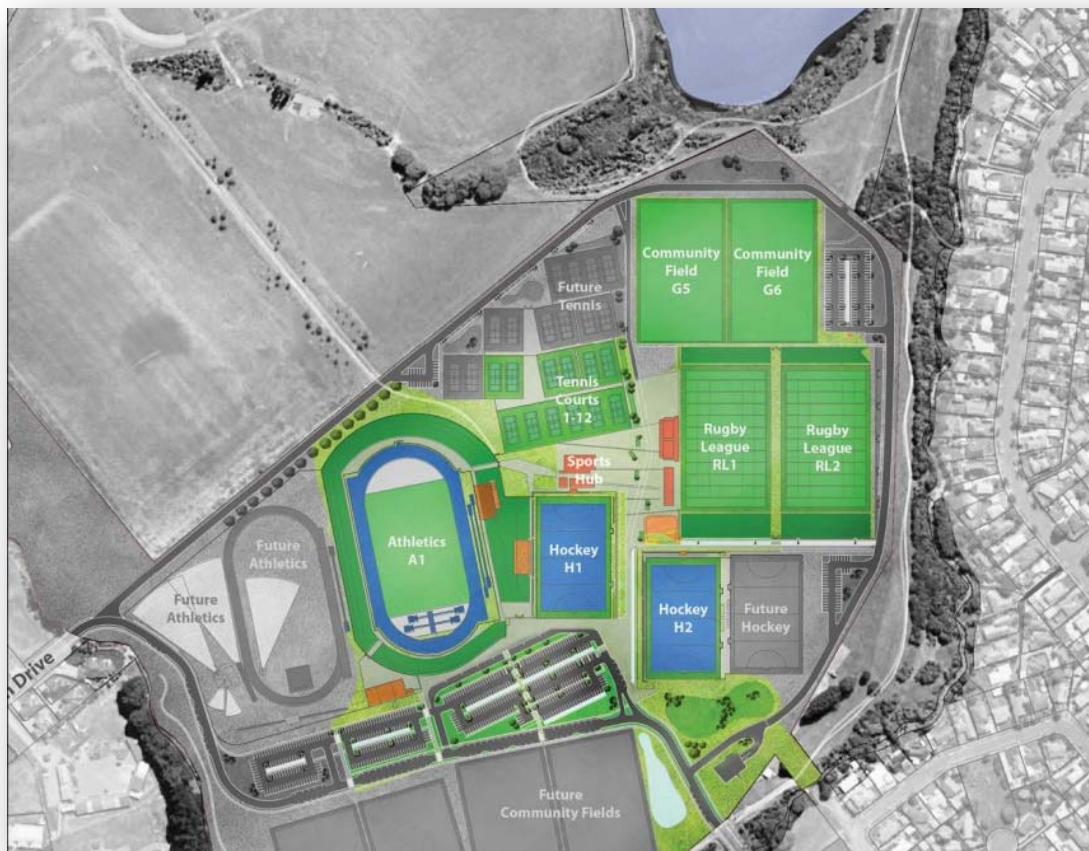 Community
Field
G5
Community
Field
G6
Future
Tennis
Tennis
Courts
1-12
Rugby
League
RL1
Rugby
League
RL2
Sports
Hub
Athletics
A1
Hockey
H1
Future
Athletics
Future
Athletics
Hockey
H2
Future
Hockey
Drive
Future
Community Fields